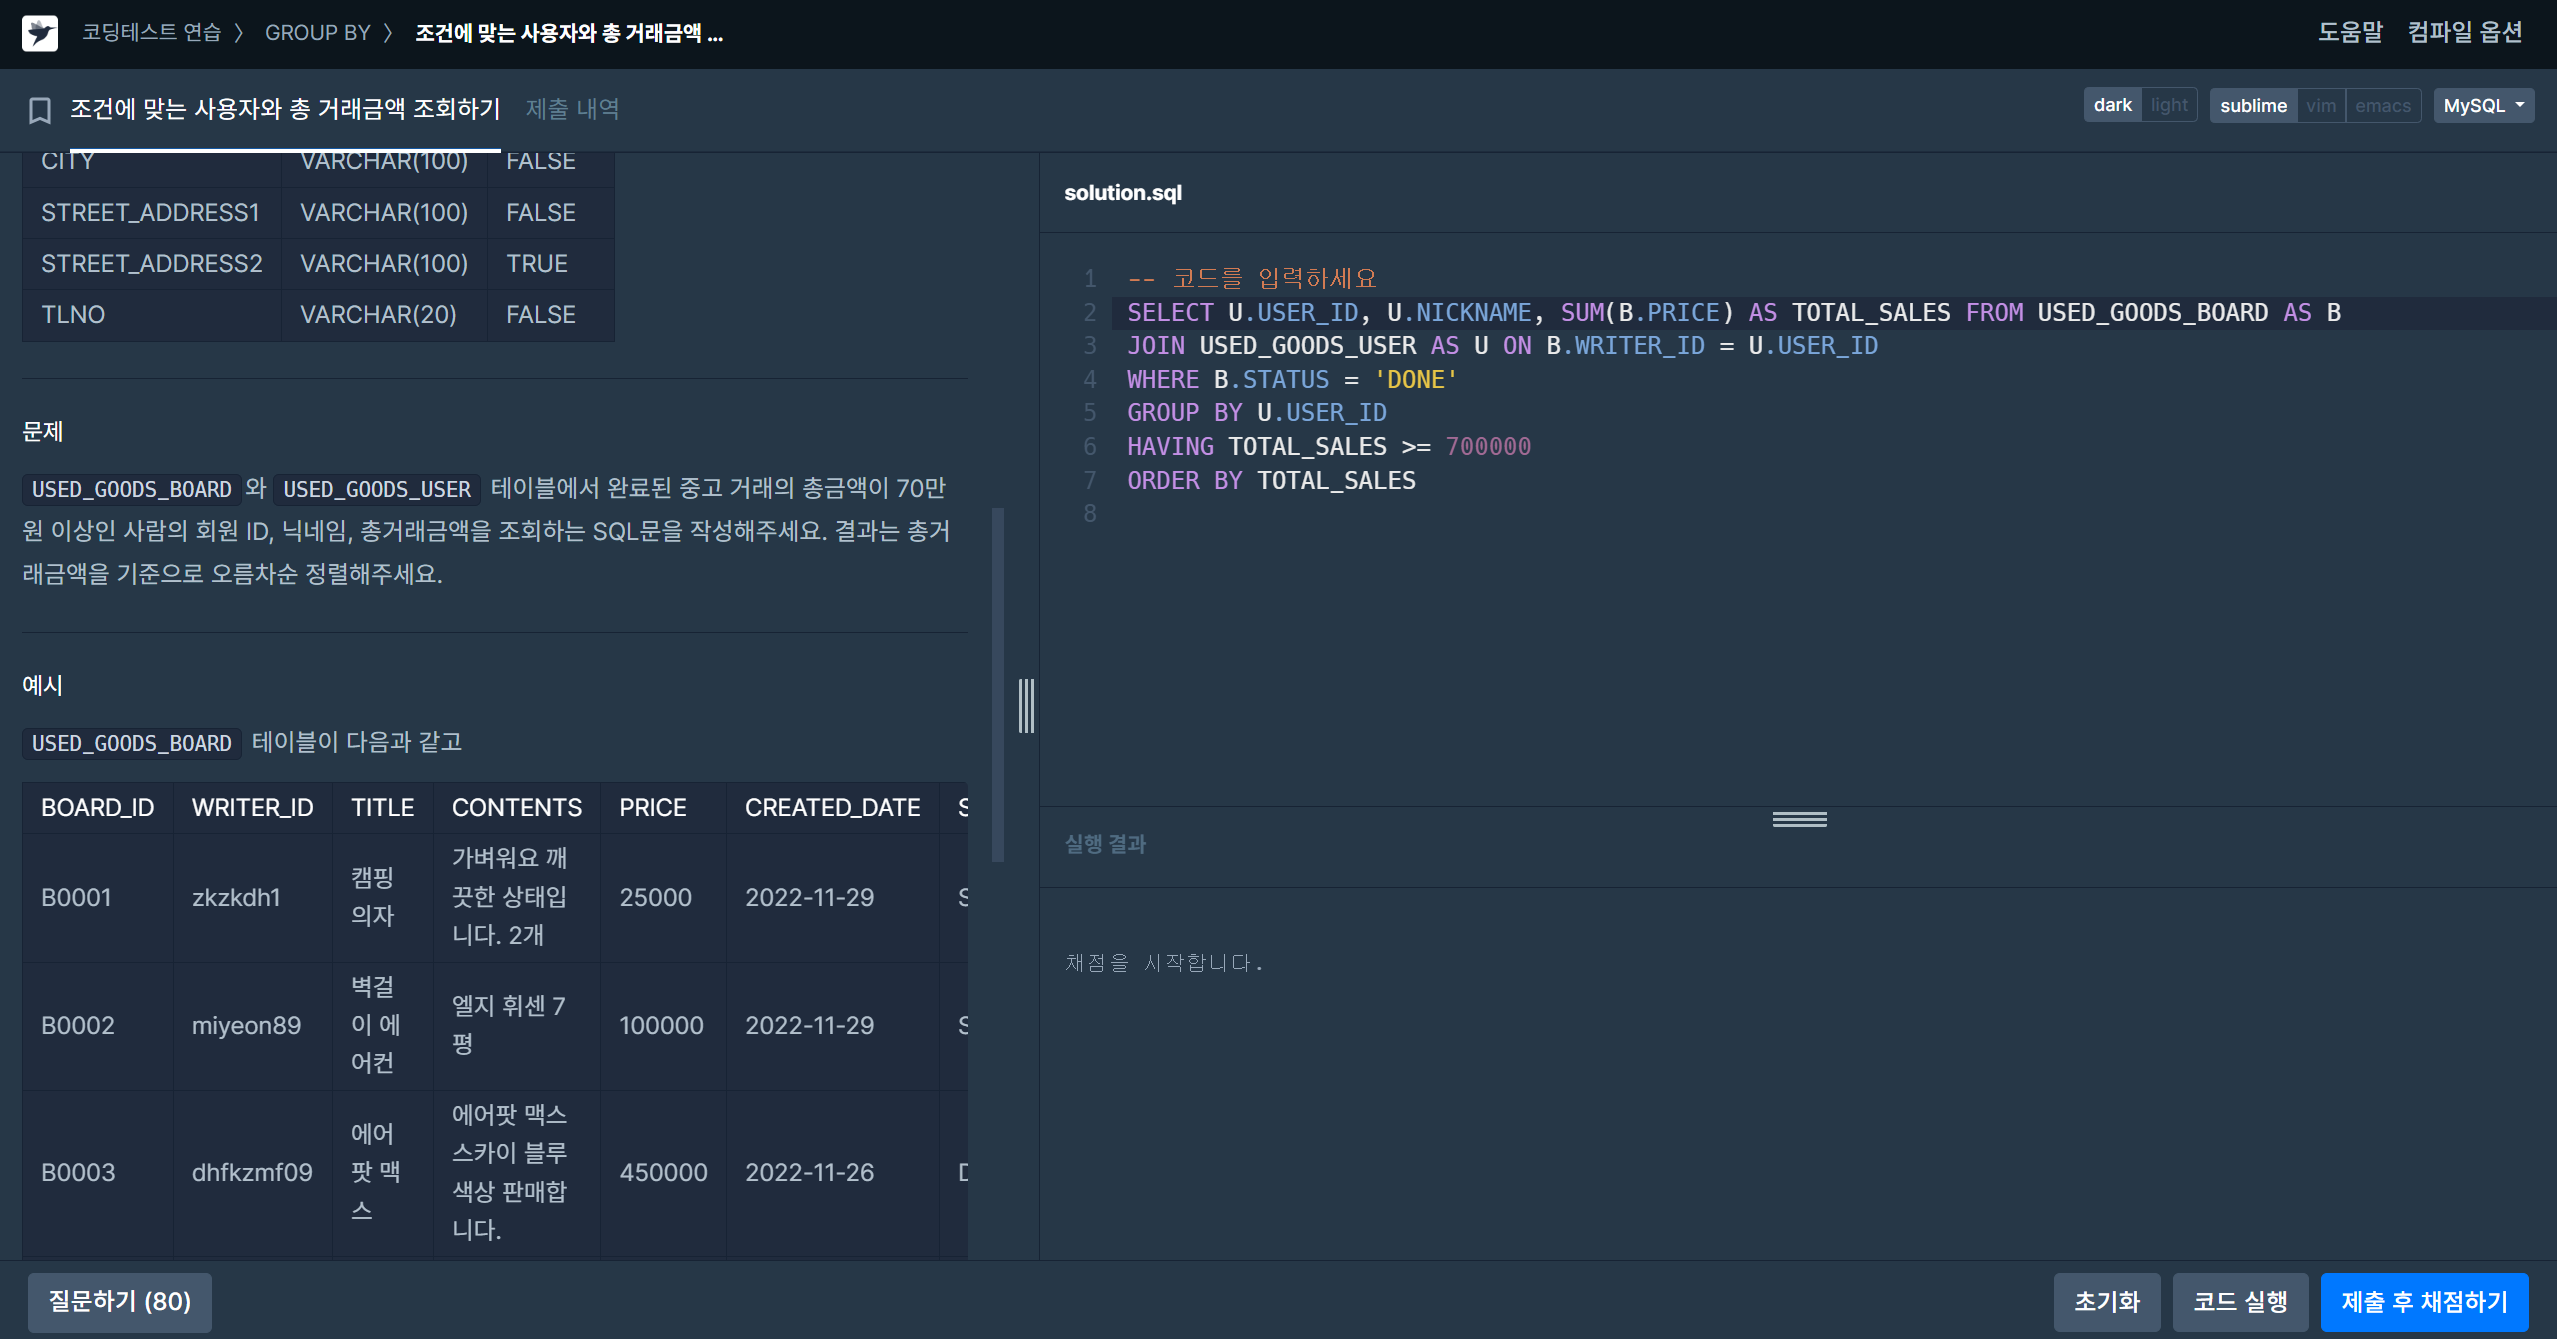 코딩테스트 연습 〉 GROUP BY 〉 조건에 맞는 사용자와 총 거래금액 ...
도움말 컴파일 옵션
조건에 맞는 사용자와 총 거래금액 조회하기 제출 내역
dark light sublime vim emacs MySQL
CITY VARCHAR(100) FALSE
STREET_ADDRESS1 VARCHAR(100) FALSE
STREET_ADDRESS2 VARCHAR(100) TRUE
TLNO VARCHAR(20) FALSE
문제
USED_GOODS_BOARD 와 USED_GOODS_USER 테이블에서 완료된 중고 거래의 총금액이 70만
원 이상인 사람의 회원 ID, 닉네임, 총거래금액을 조회하는 SQL문을 작성해주세요. 결과는 총거
래금액을 기준으로 오름차순 정렬해주세요.
예시
USED_GOODS_BOARD 테이블이 다음과 같고
BOARD_ID WRITER_ID TITLE CONTENTS PRICE CREATED_DATE S
B0001 zkzkdh1 캠핑
의자 가벼워요 깨
끗한 상태입
니다. 2개 25000 2022-11-29 S
B0002 miyeon89 벽걸
이 에
어컨 엘지 휘센 7
평 100000 2022-11-29 S
B0003 dhfkzmf09 에어
팟 맥
스 에어팟 맥스
스카이 블루
색상 판매합
니다. 450000 2022-11-26 D
solution.sql
1 -- 코드를 입력하세요
2 SELECT U.USER_ID, U.NICKNAME, SUM(B.PRICE) AS TOTAL_SALES FROM USED_GOODS_BOARD AS B
3 JOIN USED_GOODS_USER AS U ON B.WRITER_ID = U.USER_ID
4 WHERE B.STATUS = 'DONE'
5 GROUP BY U.USER_ID
6 HAVING TOTAL_SALES >= 700000
7 ORDER BY TOTAL_SALES
8
실행 결과
채점을 시작합니다.
질문하기 (80)
초기화 코드 실행 제출 후 채점하기